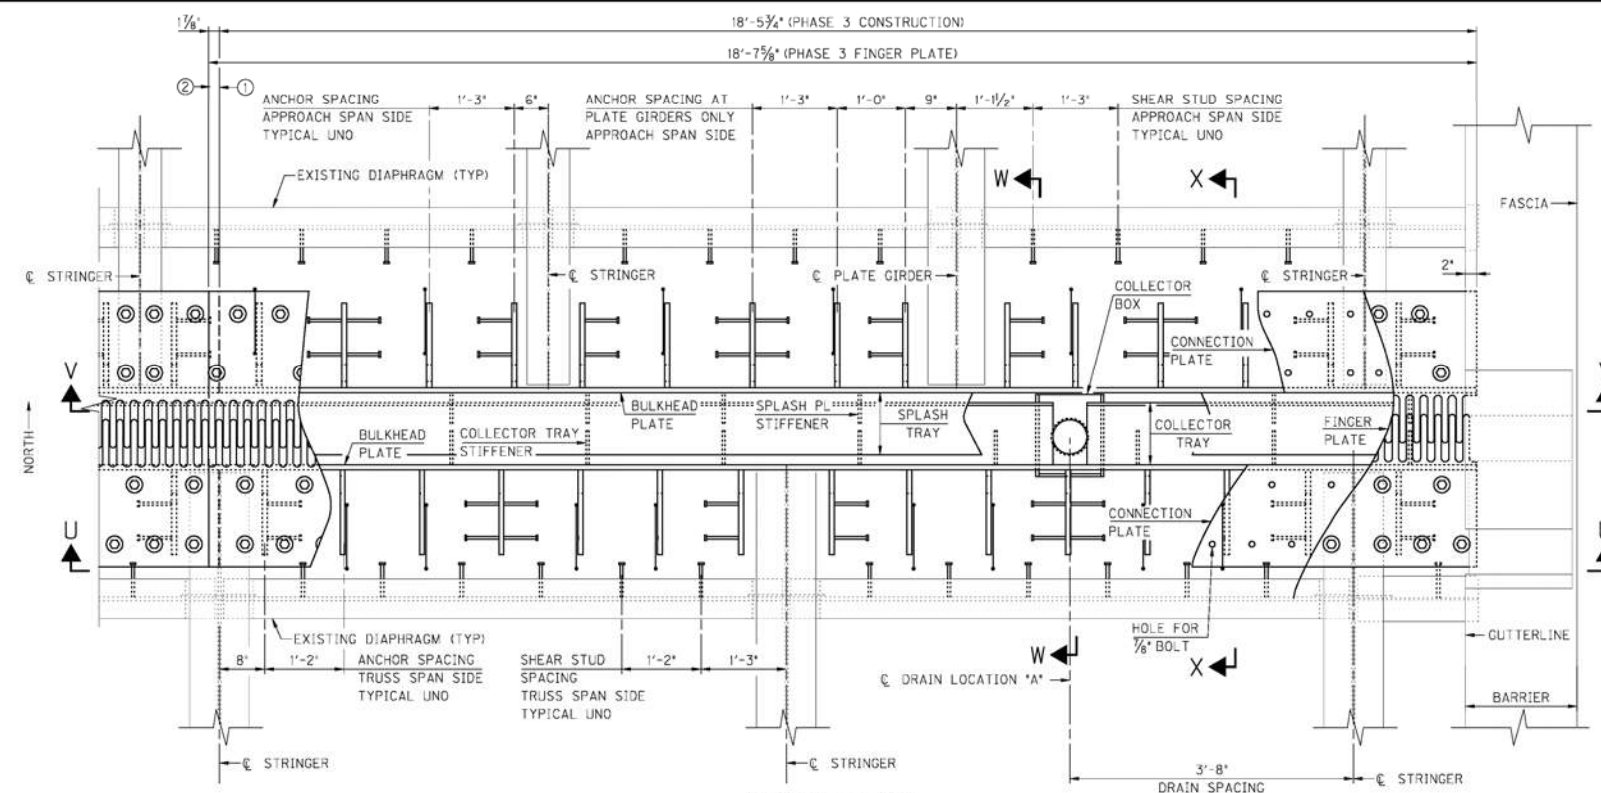 1⅞"
18'-5¾" (PHASE 3 CONSTRUCTION)
18'-7⅝" (PHASE 3 FINGER PLATE)
② ①
ANCHOR SPACING
APPROACH SPAN SIDE
TYPICAL UNO
1'-3" 6"
ANCHOR SPACING AT
PLATE GIRDERS ONLY
APPROACH SPAN SIDE
1'-3" 1'-0" 9" 1'-1½" 1'-3"
SHEAR STUD SPACING
APPROACH SPAN SIDE
TYPICAL UNO
EXISTING DIAPHRAGM (TYP)
W X
FASCIA
℄ STRINGER
℄ STRINGER
℄ PLATE GIRDER
℄ STRINGER
2"
COLLECTOR
BOX
CONNECTION
PLATE
V
BULKHEAD
PLATE
SPLASH PL
STIFFENER
SPLASH
TRAY
COLLECTOR
TRAY
FINGER
PLATE
NORTH
BULKHEAD
PLATE
COLLECTOR TRAY
STIFFENER
CONNECTION
PLATE
U
HOLE FOR
⅞" BOLT
EXISTING DIAPHRAGM (TYP)
GUTTERLINE
8" 1'-2"
ANCHOR SPACING
TRUSS SPAN SIDE
TYPICAL UNO
SHEAR STUD
SPACING
TRUSS SPAN SIDE
TYPICAL UNO
1'-2" 1'-3"
W X
℄ DRAIN LOCATION "A"
BARRIER
℄ STRINGER
℄ STRINGER
3'-8"
DRAIN SPACING
℄ STRINGER